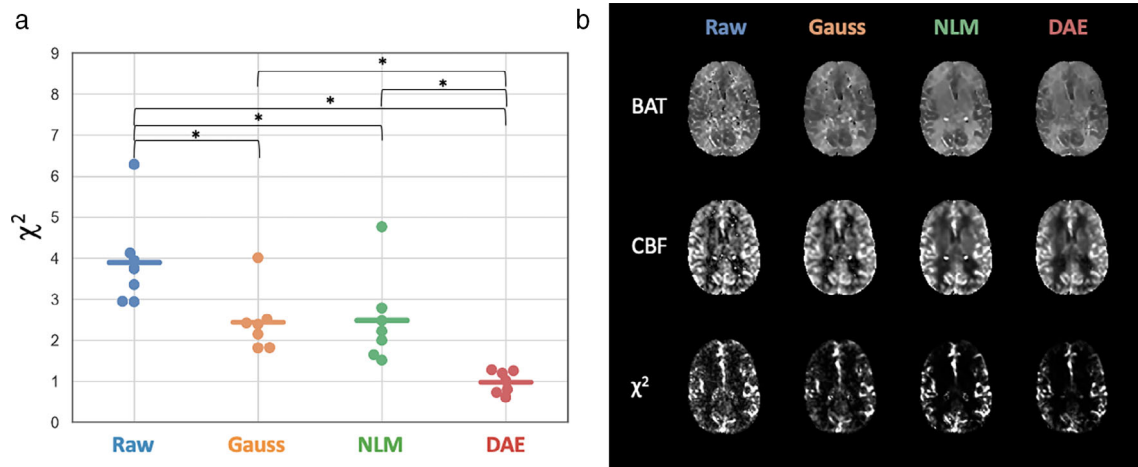 a
9
8
7
6
5
4
3
2
1
0
χ²
*
*
*
*
*
Raw Gauss NLM DAE
b
Raw Gauss NLM DAE
BAT
CBF
χ²